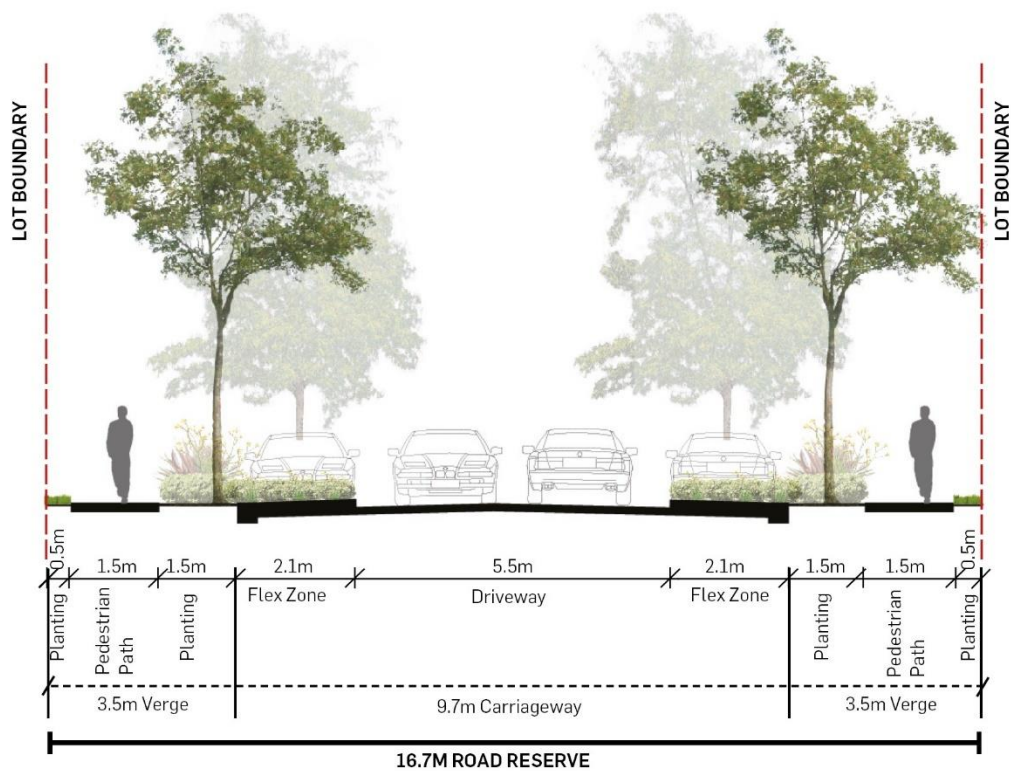 LOT BOUNDARY
LOT BOUNDARY
0.5m
1.5m
1.5m
2.1m
5.5m
2.1m
1.5m
1.5m
0.5m
Planting
Pedestrian
Path
Planting
Flex Zone
Driveway
Flex Zone
Planting
Pedestrian
Path
Planting
3.5m Verge
9.7m Carriageway
3.5m Verge
16.7M ROAD RESERVE